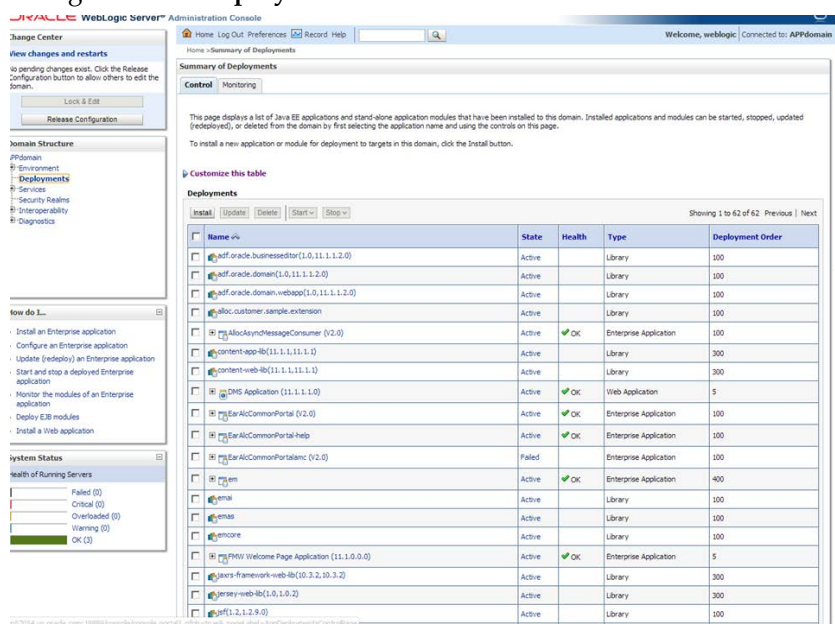 ORACLE WebLogic Server® Administration Console
Change Center
View changes and restarts
No pending changes exist. Click the Release
Configuration button to allow others to edit the
domain.
Lock & Edit
Release Configuration
Domain Structure
APPdomain
Environment
Deployments
Services
Security Realms
Interoperability
Diagnostics
How do I...
Install an Enterprise application
Configure an Enterprise application
Update (redeploy) an Enterprise application
Start and stop a deployed Enterprise
application
Monitor the modules of an Enterprise
application
Deploy EJB modules
Install a Web application
System Status
Health of Running Servers
Failed (0)
Critical (0)
Overloaded (0)
Warning (0)
OK (3)
Home Log Out Preferences Record Help
Welcome, weblogic Connected to: APPdomain
Home >Summary of Deployments
Summary of Deployments
Control Monitoring
This page displays a list of Java EE applications and stand-alone application modules that have been installed to this domain. Installed applications and modules can be started, stopped, updated
(redeployed), or deleted from the domain by first selecting the application name and using the controls on this page.
To install a new application or module for deployment to targets in this domain, click the Install button.
Customize this table
Deployments
Install Update Delete Start Stop Showing 1 to 62 of 62 Previous | Next
Name State Health Type Deployment Order
adf.oracle.businesseditor(1.0,11.1.1.2.0) Active Library 100
adf.oracle.domain(1.0,11.1.1.2.0) Active Library 100
adf.oracle.domain.webapp(1.0,11.1.1.2.0) Active Library 100
alloc.customer.sample.extension Active Library 100
AllocAsyncMessageConsumer (V2.0) Active OK Enterprise Application 100
content-app-lib(11.1.1,11.1.1) Active Library 300
content-web-lib(11.1.1,11.1.1) Active Library 300
DMS Application (11.1.1.1.0) Active OK Web Application 5
EarAlcCommonPortal (V2.0) Active OK Enterprise Application 100
EarAlcCommonPortal-help Active OK Enterprise Application 100
EarAlcCommonPortalamc (V2.0) Failed Enterprise Application 100
em Active OK Enterprise Application 400
emai Active Library 100
emas Active Library 100
emcore Active Library 100
FMW Welcome Page Application (11.1.0.0.0) Active OK Enterprise Application 5
jaxrs-framework-web-lib(10.3.2,10.3.2) Active Library 300
jersey-web-lib(1.0,1.0.2) Active Library 300
jsf(1.2,1.2.9.0) Active Library 100